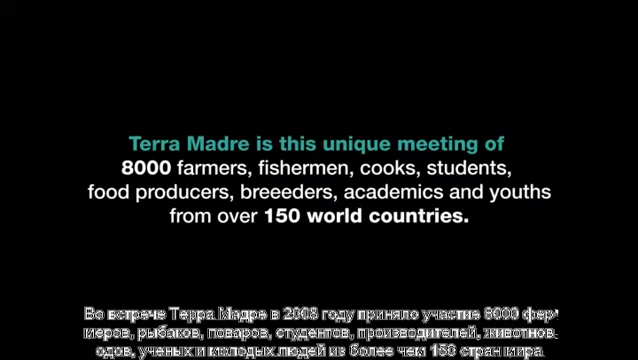 Terra Madre is this unique meeting of
8000 farmers, fishermen, cooks, students,
food producers, breeeders, academics and youths
from over 150 world countries.
Во встрече Терра Мадре в 2008 году приняло участие 8000 фер
меров, рыбаков, поваров, студентов, производителей, животнов
одов, ученых и молодых людей из более чем 150 стран мира